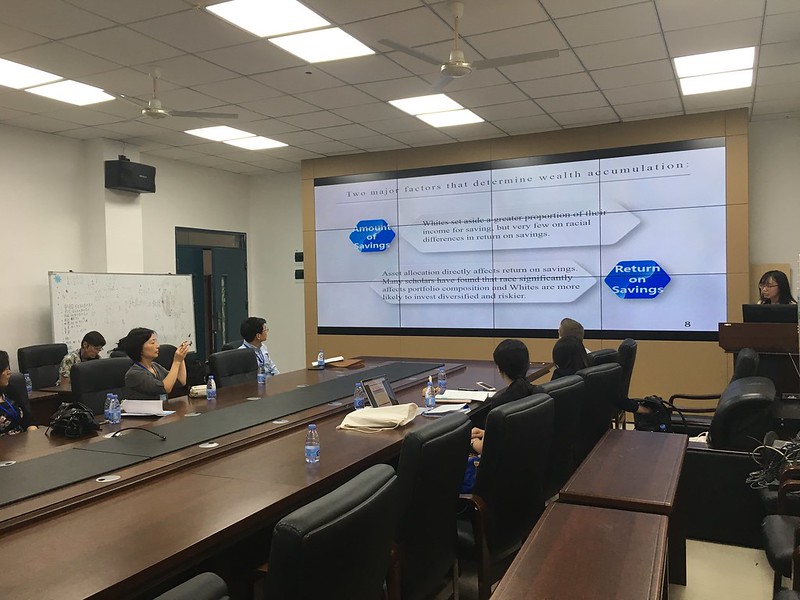 Two major factors that determine wealth accumulation:
Amount
of
Savings
Whites set aside a greater proportion of their
income for saving, but very few on racial
differences in return on savings.
Asset allocation directly affects return on savings.
Many scholars have found that race significantly
affects portfolio composition and Whites are more
likely to invest diversified and riskier.
Return
on
Savings
8